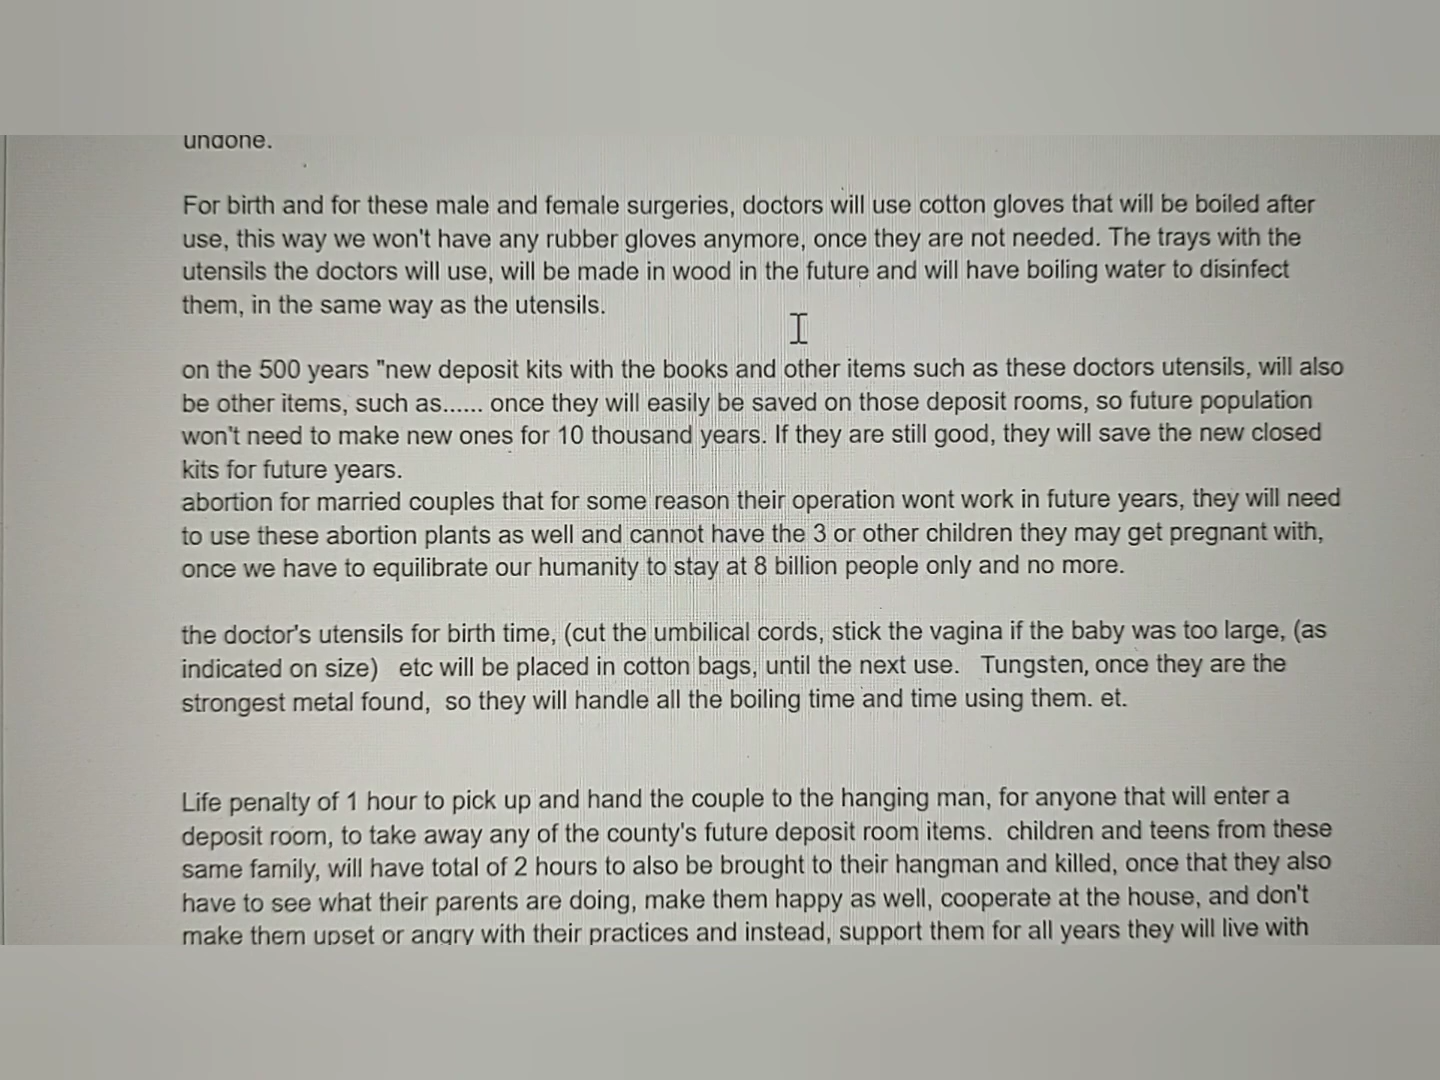 undone.
For birth and for these male and female surgeries, doctors will use cotton gloves that will be boiled after
use, this way we won't have any rubber gloves anymore, once they are not needed. The trays with the
utensils the doctors will use, will be made in wood in the future and will have boiling water to disinfect
them, in the same way as the utensils.
on the 500 years "new deposit kits with the books and other items such as these doctors utensils, will also
be other items, such as...... once they will easily be saved on those deposit rooms, so future population
won't need to make new ones for 10 thousand years. If they are still good, they will save the new closed
kits for future years.
abortion for married couples that for some reason their operation wont work in future years, they will need
to use these abortion plants as well and cannot have the 3 or other children they may get pregnant with,
once we have to equilibrate our humanity to stay at 8 billion people only and no more.
the doctor's utensils for birth time, (cut the umbilical cords, stick the vagina if the baby was too large, (as
indicated on size)   etc will be placed in cotton bags, until the next use.   Tungsten, once they are the
strongest metal found,  so they will handle all the boiling time and time using them. et.
Life penalty of 1 hour to pick up and hand the couple to the hanging man, for anyone that will enter a
deposit room, to take away any of the county's future deposit room items.  children and teens from these
same family, will have total of 2 hours to also be brought to their hangman and killed, once that they also
have to see what their parents are doing, make them happy as well, cooperate at the house, and don't
make them upset or angry with their practices and instead, support them for all years they will live with